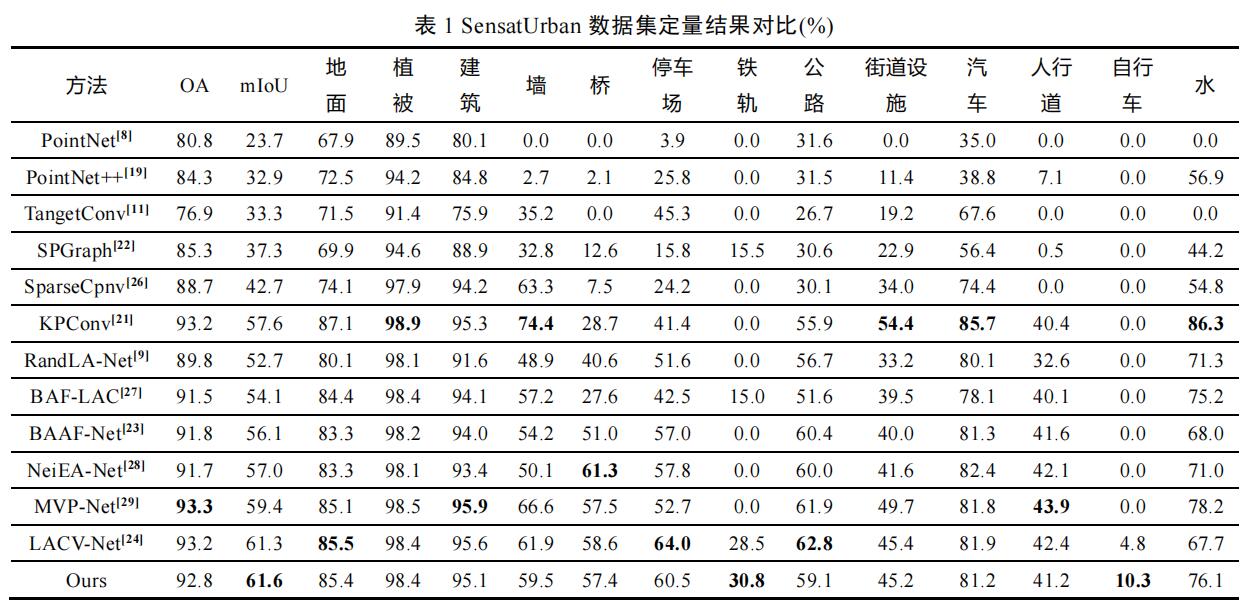 表 1 SensatUrban 数据集定量结果对比(%)
方法 OA mIoU 地面 植被 建筑 墙 桥 停车场 铁轨 公路 街道设施 汽车 人行道 自行车 水
PointNet[8] 80.8 23.7 67.9 89.5 80.1 0.0 0.0 3.9 0.0 31.6 0.0 35.0 0.0 0.0 0.0
PointNet++[19] 84.3 32.9 72.5 94.2 84.8 2.7 2.1 25.8 0.0 31.5 11.4 38.8 7.1 0.0 56.9
TangetConv[11] 76.9 33.3 71.5 91.4 75.9 35.2 0.0 45.3 0.0 26.7 19.2 67.6 0.0 0.0 0.0
SPGraph[22] 85.3 37.3 69.9 94.6 88.9 32.8 12.6 15.8 15.5 30.6 22.9 56.4 0.5 0.0 44.2
SparseCpnv[26] 88.7 42.7 74.1 97.9 94.2 63.3 7.5 24.2 0.0 30.1 34.0 74.4 0.0 0.0 54.8
KPConv[21] 93.2 57.6 87.1 98.9 95.3 74.4 28.7 41.4 0.0 55.9 54.4 85.7 40.4 0.0 86.3
RandLA-Net[9] 89.8 52.7 80.1 98.1 91.6 48.9 40.6 51.6 0.0 56.7 33.2 80.1 32.6 0.0 71.3
BAF-LAC[27] 91.5 54.1 84.4 98.4 94.1 57.2 27.6 42.5 15.0 51.6 39.5 78.1 40.1 0.0 75.2
BAAF-Net[23] 91.8 56.1 83.3 98.2 94.0 54.2 51.0 57.0 0.0 60.4 40.0 81.3 41.6 0.0 68.0
NeiEA-Net[28] 91.7 57.0 83.3 98.1 93.4 50.1 61.3 57.8 0.0 60.0 41.6 82.4 42.1 0.0 71.0
MVP-Net[29] 93.3 59.4 85.1 98.5 95.9 66.6 57.5 52.7 0.0 61.9 49.7 81.8 43.9 0.0 78.2
LACV-Net[24] 93.2 61.3 85.5 98.4 95.6 61.9 58.6 64.0 28.5 62.8 45.4 81.9 42.4 4.8 67.7
Ours 92.8 61.6 85.4 98.4 95.1 59.5 57.4 60.5 30.8 59.1 45.2 81.2 41.2 10.3 76.1